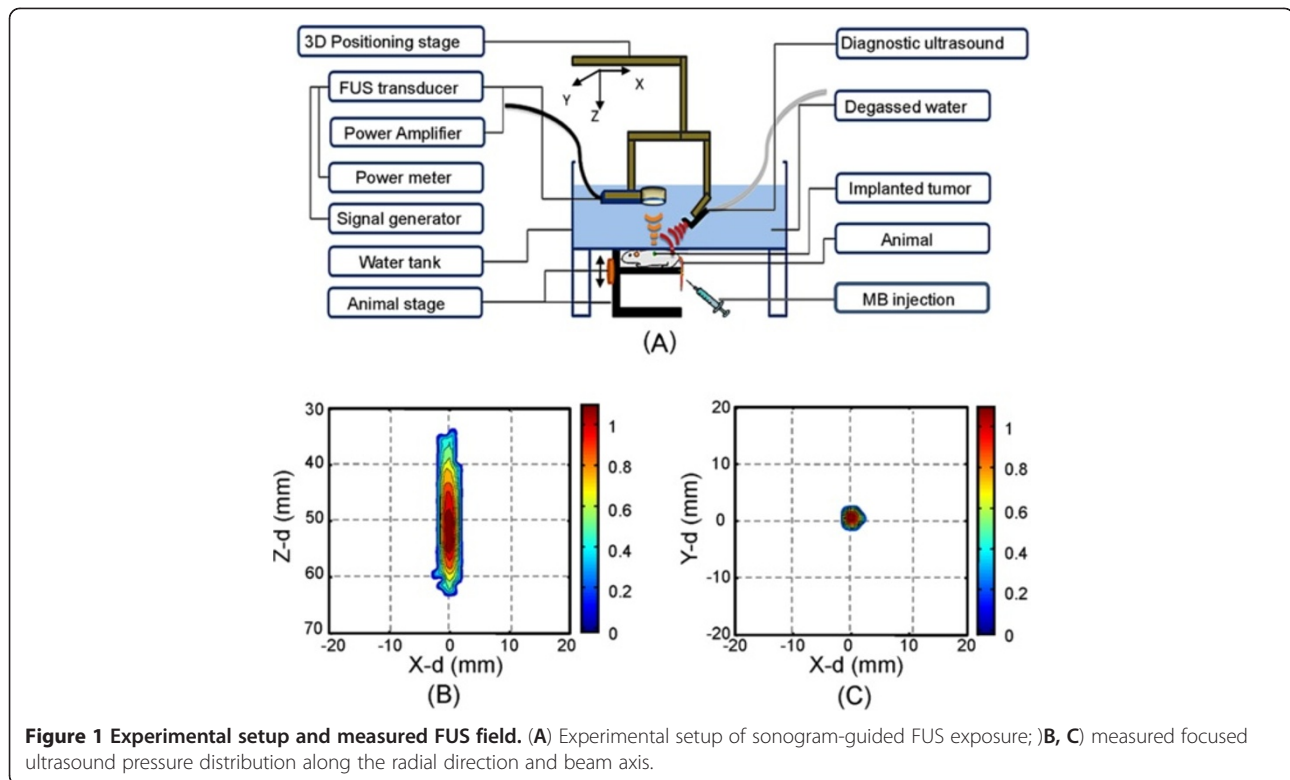 3D Positioning stage
FUS transducer
Power Amplifier
Power meter
Signal generator
Water tank
Animal stage
X
Y
Z
Diagnostic ultrasound
Degassed water
Implanted tumor
Animal
MB injection
(A)
30
40
50
60
70
Z-d (mm)
-20 -10 0 10 20
X-d (mm)
1
0.8
0.6
0.4
0.2
0
(B)
20
10
0
-10
-20
Y-d (mm)
-20 -10 0 10 20
X-d (mm)
1
0.8
0.6
0.4
0.2
0
(C)
Figure 1 Experimental setup and measured FUS field. (A) Experimental setup of sonogram-guided FUS exposure; )B, C) measured focused
ultrasound pressure distribution along the radial direction and beam axis.